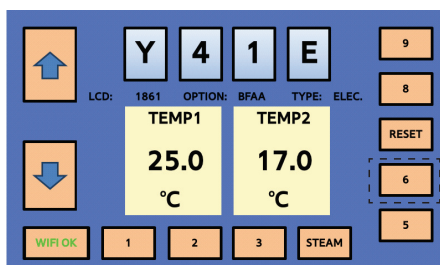 Y 4 1 E
9
LCD: 1861 OPTION: BFAA TYPE: ELEC.
8
TEMP1 TEMP2
RESET
25.0 17.0
6
°C °C
5
WIFI OK 1 2 3 STEAM